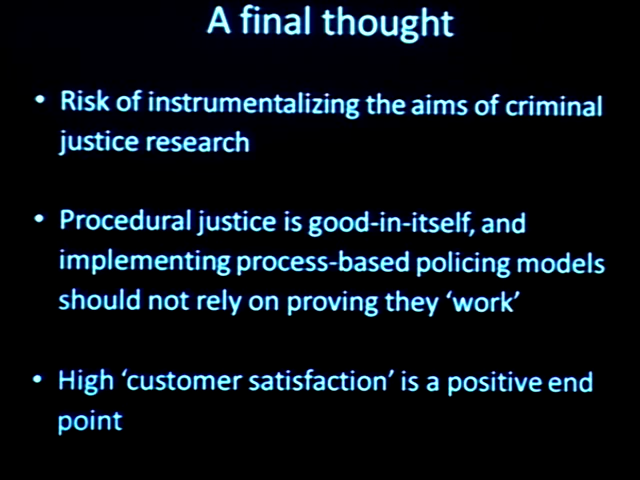 A final thought
• Risk of instrumentalizing the aims of criminal
justice research
• Procedural justice is good-in-itself, and
implementing process-based policing models
should not rely on proving they ‘work’
• High ‘customer satisfaction’ is a positive end
point